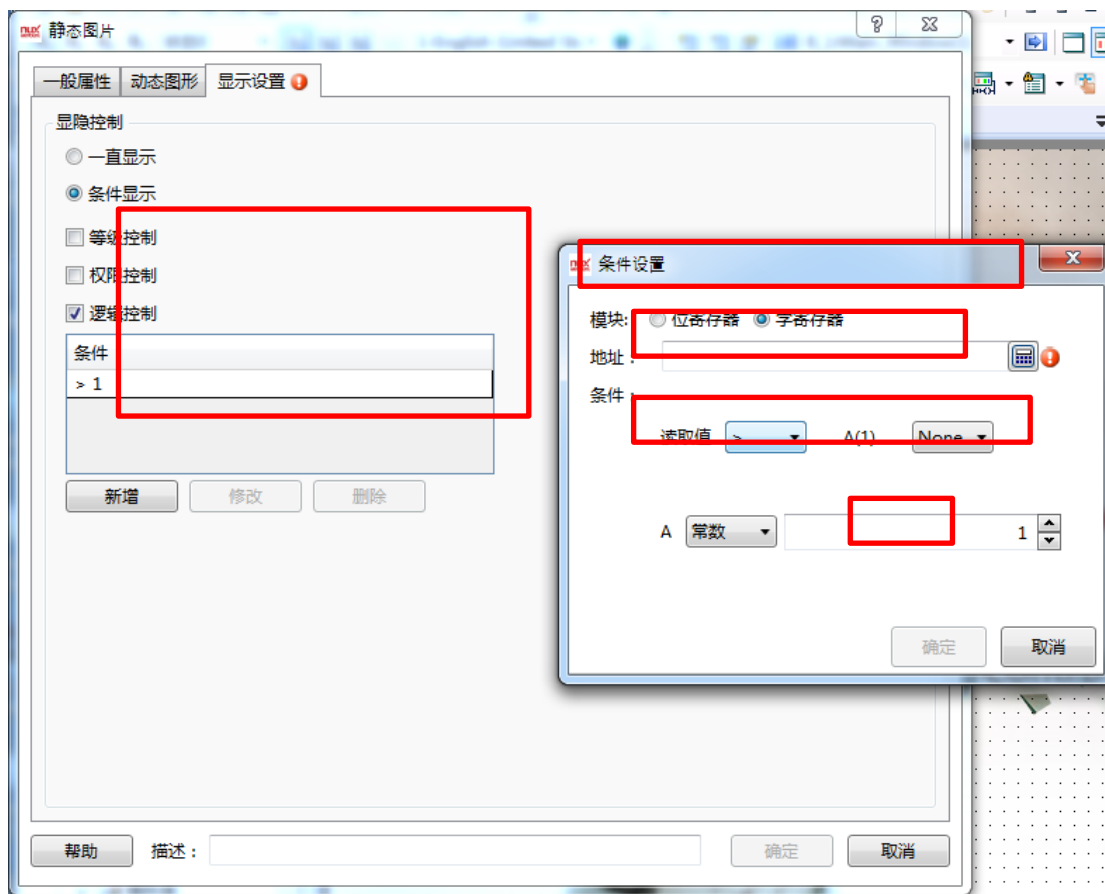 nux 静态图片
一般属性 动态图形 显示设置
显隐控制
一直显示
条件显示
等级控制
权限控制
逻辑控制
条件
> 1
新增 修改 删除
帮助 描述： 确定 取消
nux 条件设置
模块: 位寄存器 字寄存器
地址：
条件：
读取值 > A(1) None
A 常数 1
确定 取消